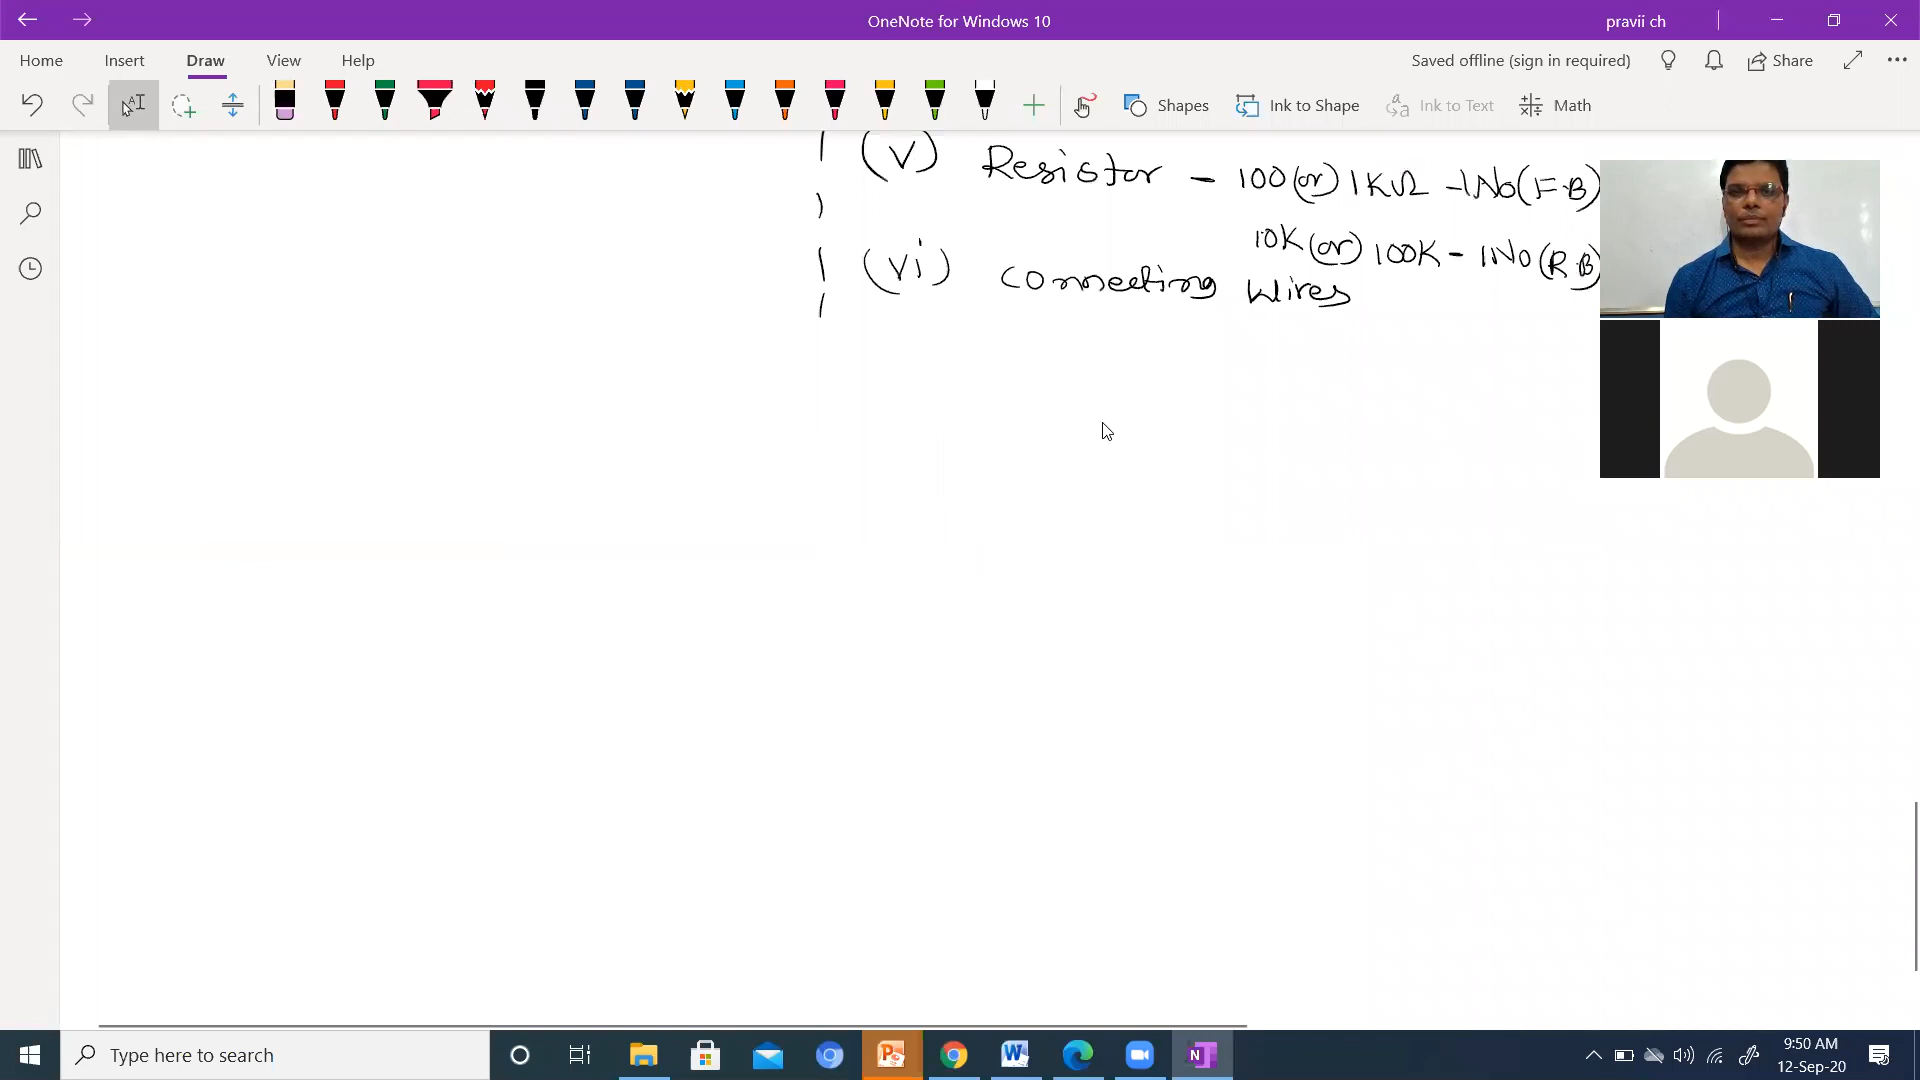 OneNote for Windows 10
pravii ch
Home Insert Draw View Help
Saved offline (sign in required)
Share
Shapes
Ink to Shape
Ink to Text
Math
(v) Resistor - 100 (or) 1KΩ - 1No (F.B)
10K (or) 100K - 1No (R.B)
(vi) Connecting Wires
Type here to search
9:50 AM
12-Sep-20